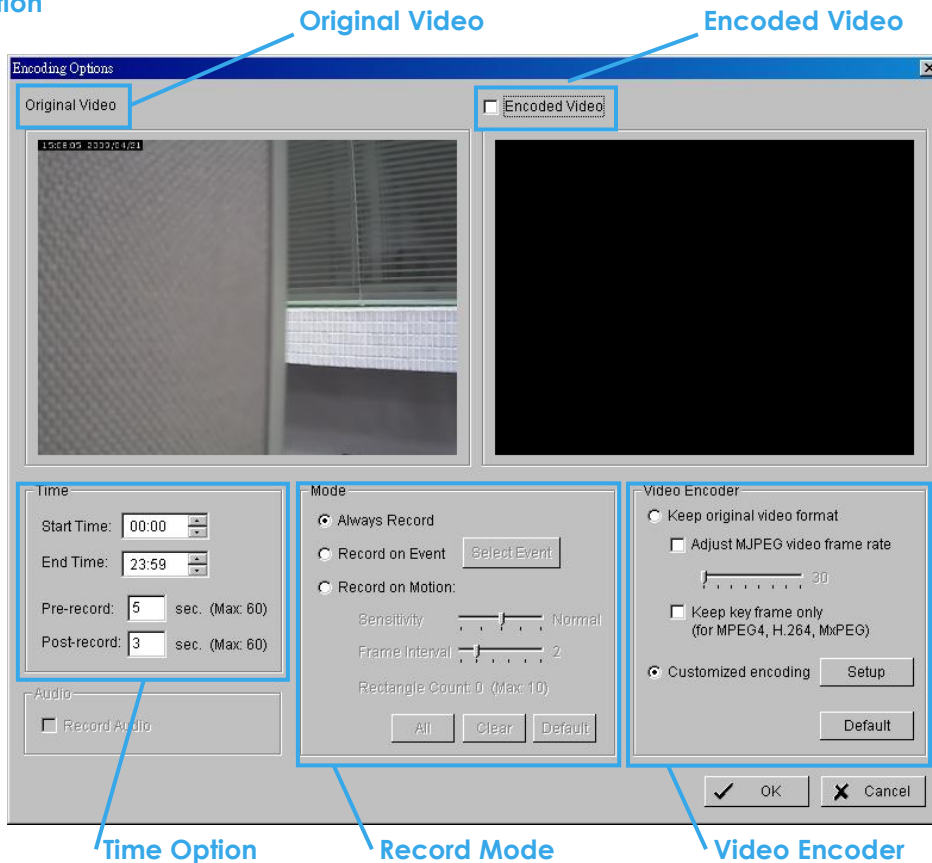 Original Video
Encoded Video
Encoding Options
Original Video
Encoded Video
Time
Start Time: 00:00
End Time: 23:59
Pre-record: 5 sec. (Max: 60)
Post-record: 3 sec. (Max: 60)
Audio
Record Audio
Mode
Always Record
Record on Event Select Event
Record on Motion:
Sensitivity Normal
Frame Interval 2
Rectangle Count: 0 (Max: 10)
All Clear Default
Video Encoder
Keep original video format
Adjust MJPEG video frame rate
30
Keep key frame only
(for MPEG4, H.264, MxPEG)
Customized encoding Setup
Default
OK Cancel
Time Option
Record Mode
Video Encoder